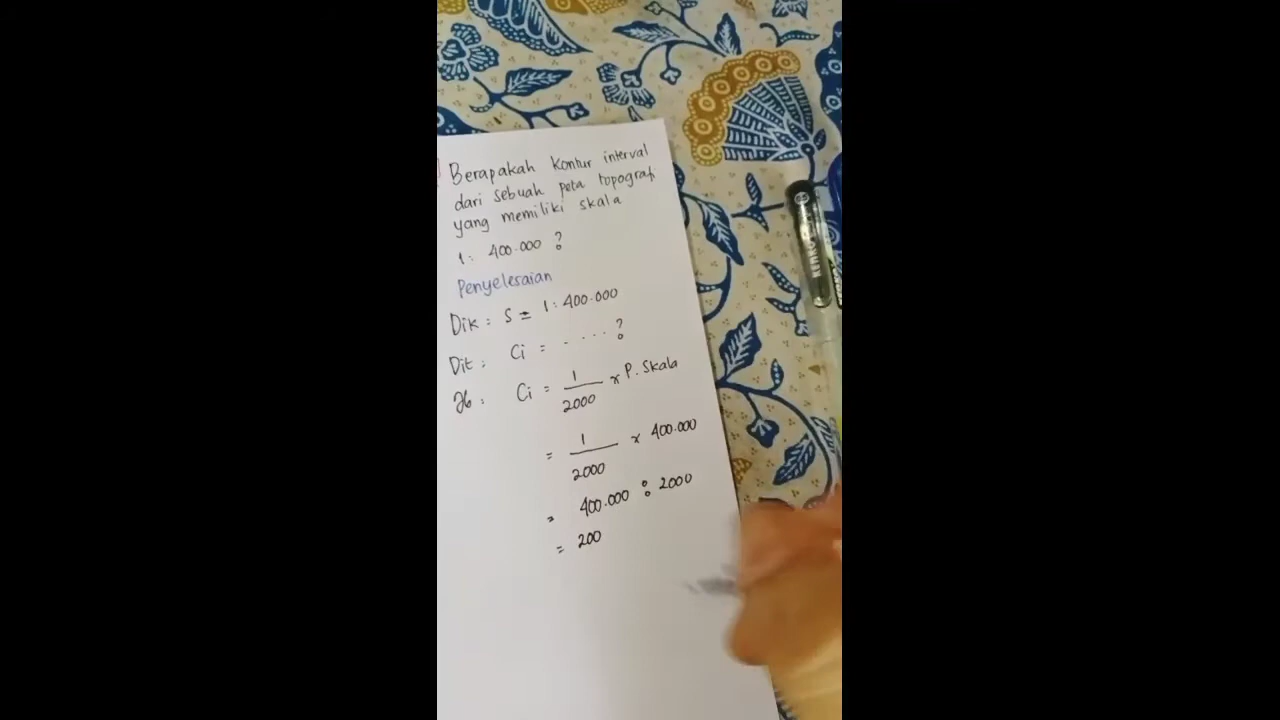 Berapakah Kontur interval
dari sebuah peta topografi
yang memiliki skala
1: 400.000 ?
Penyelesaian
Dik : S = 1:400.000
Dit : Ci = ..... ?
Jb : Ci = 1/2000 x P. Skala
= 1/2000 x 400.000
= 400.000 : 2000
= 200